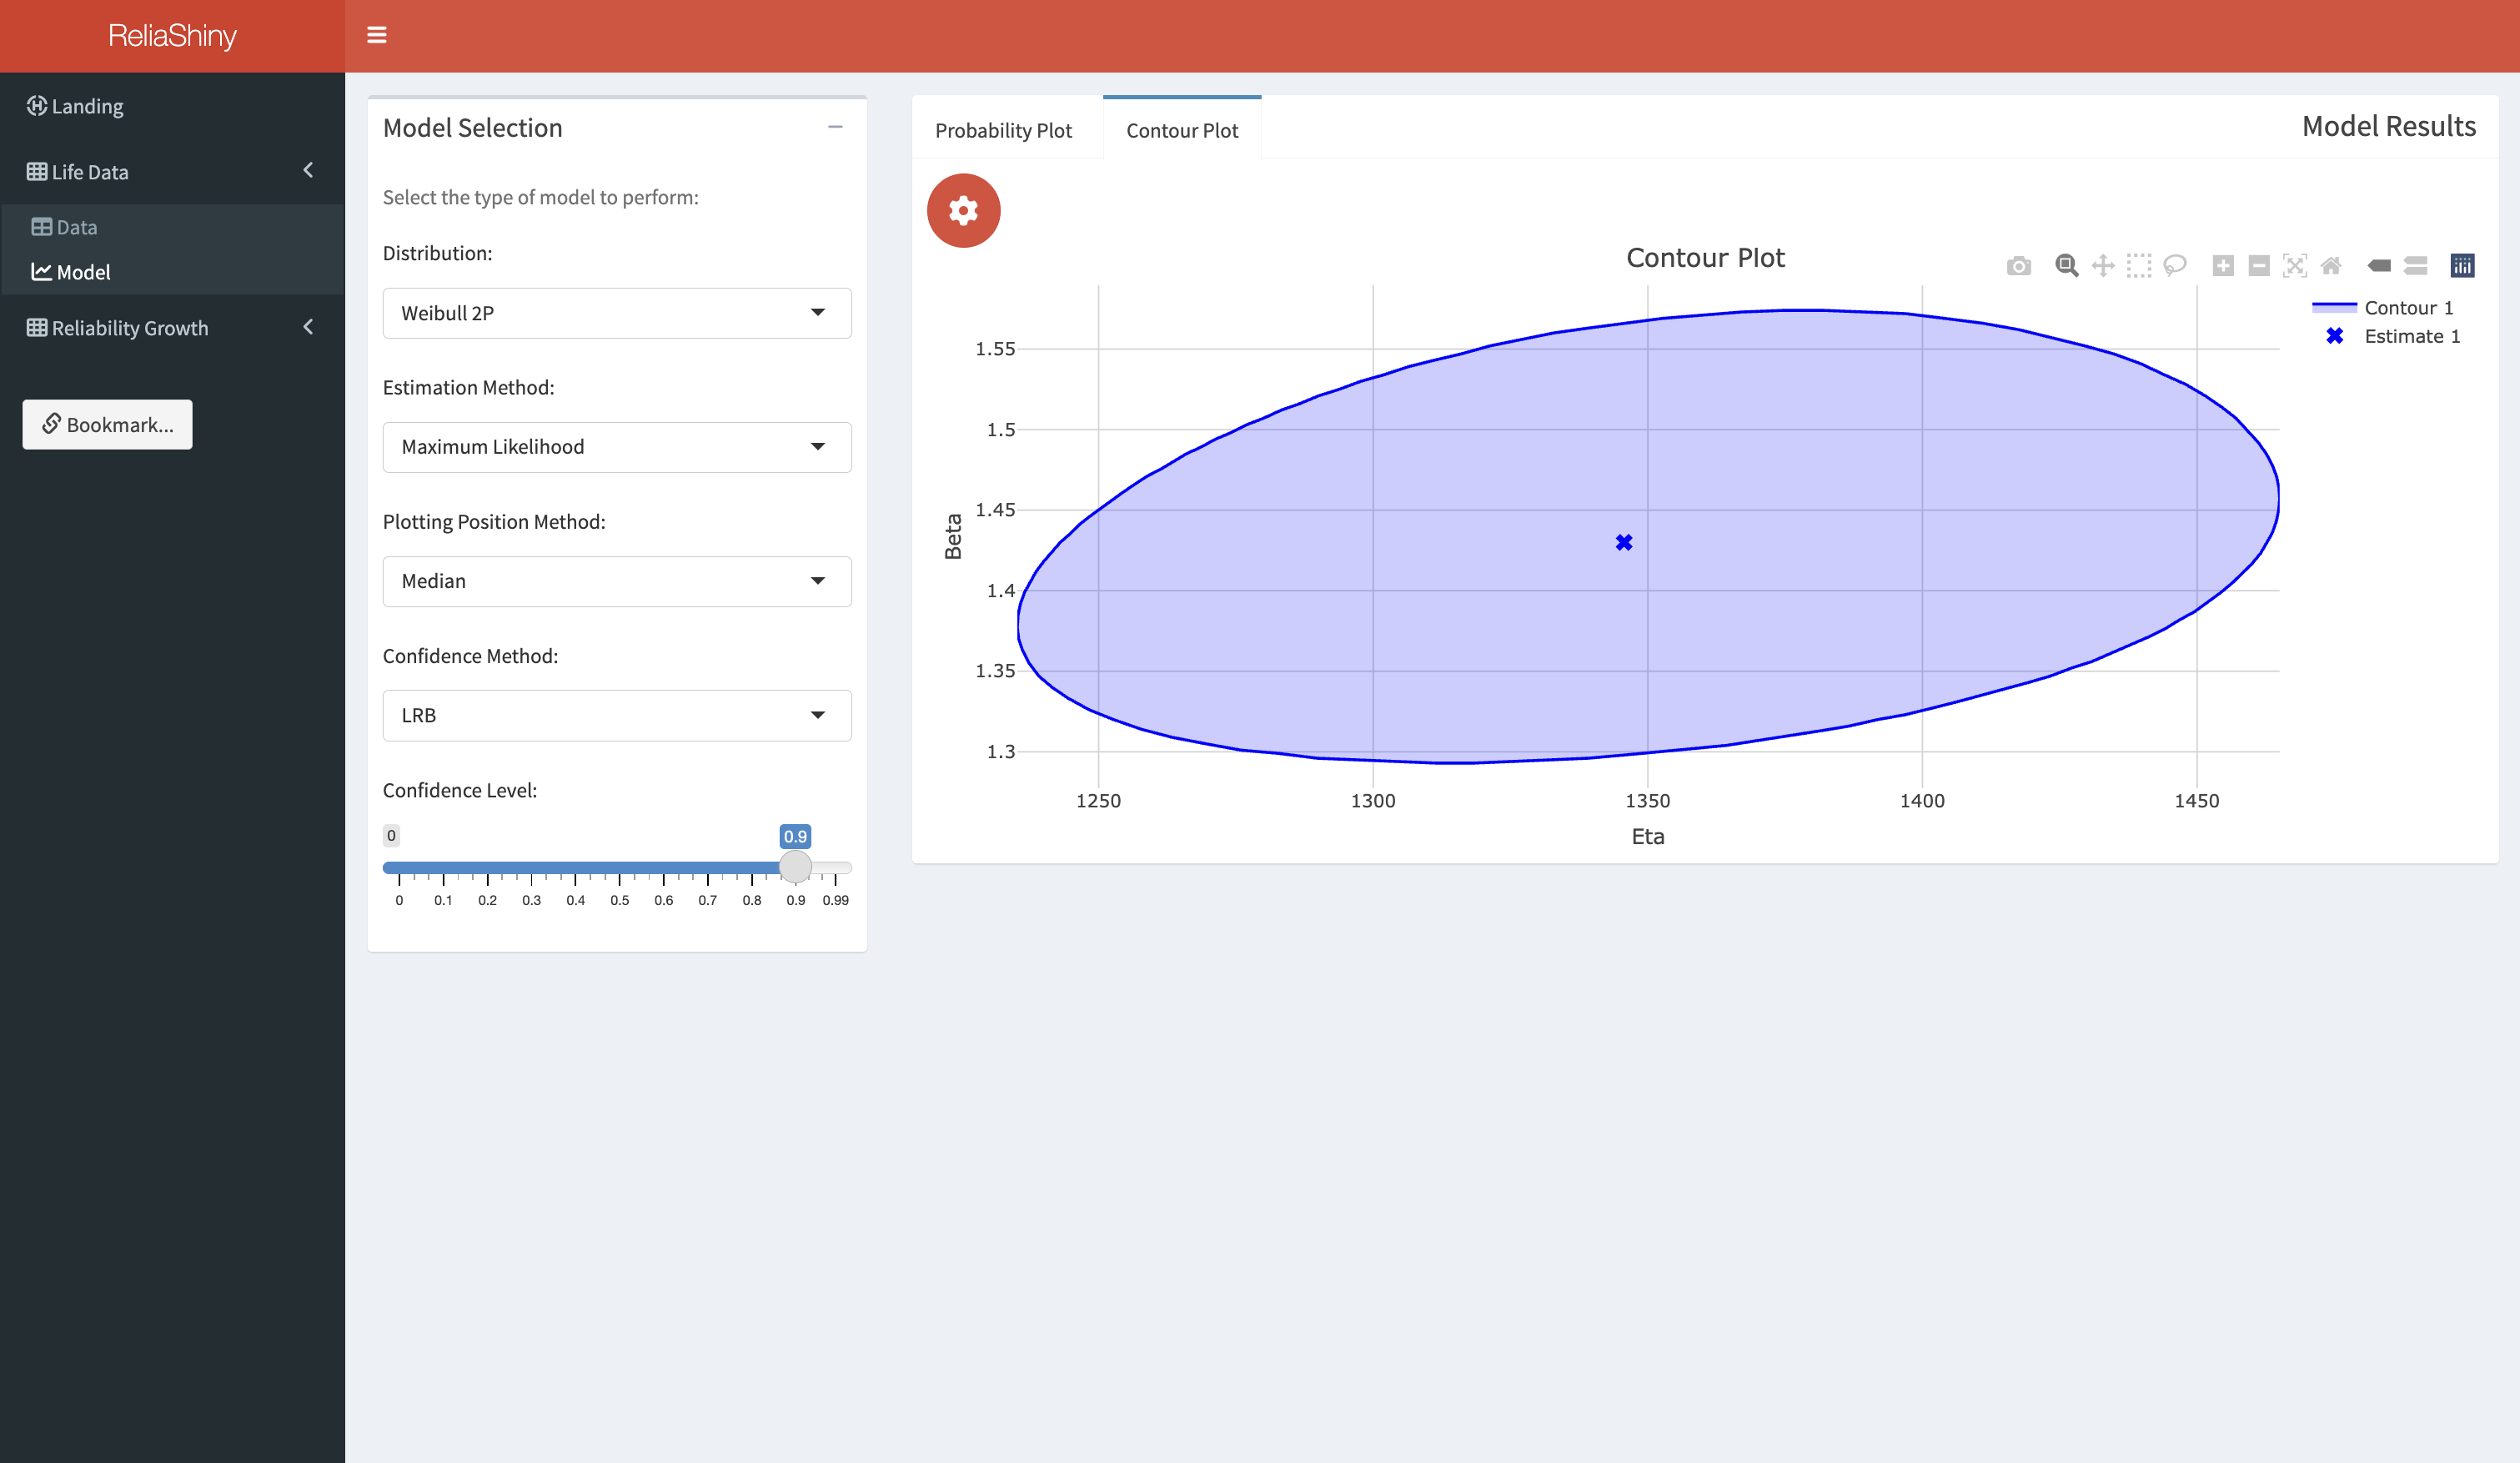 ReliaShiny
Landing
Life Data
Data
Model
Reliability Growth
Bookmark...
Model Selection
Select the type of model to perform:
Distribution:
Weibull 2P
Estimation Method:
Maximum Likelihood
Plotting Position Method:
Median
Confidence Method:
LRB
Confidence Level:
0 0.9
0 0.1 0.2 0.3 0.4 0.5 0.6 0.7 0.8 0.9 0.99
Probability Plot Contour Plot Model Results
Contour Plot
Contour 1
Estimate 1
1.55
1.5
1.45
1.4
1.35
1.3
Beta
1250 1300 1350 1400 1450
Eta